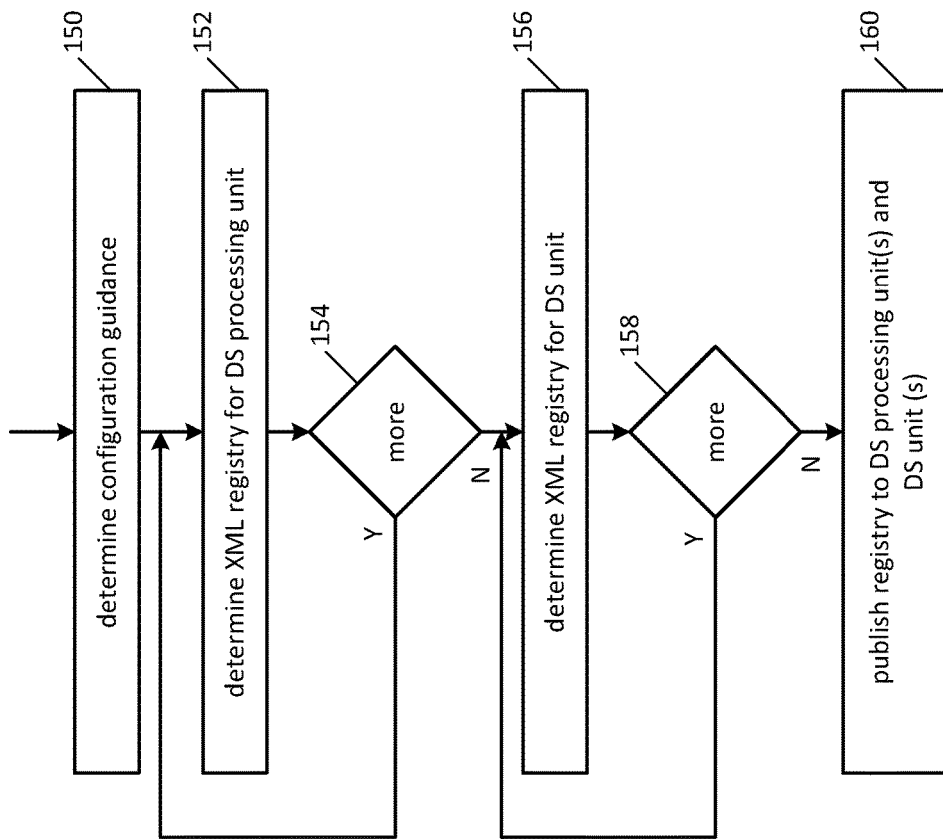 150
determine configuration guidance
152
determine XML registry for DS processing unit
154
more
Y
N
156
determine XML registry for DS unit
158
more
Y
N
160
publish registry to DS processing unit(s) and
DS unit (s)